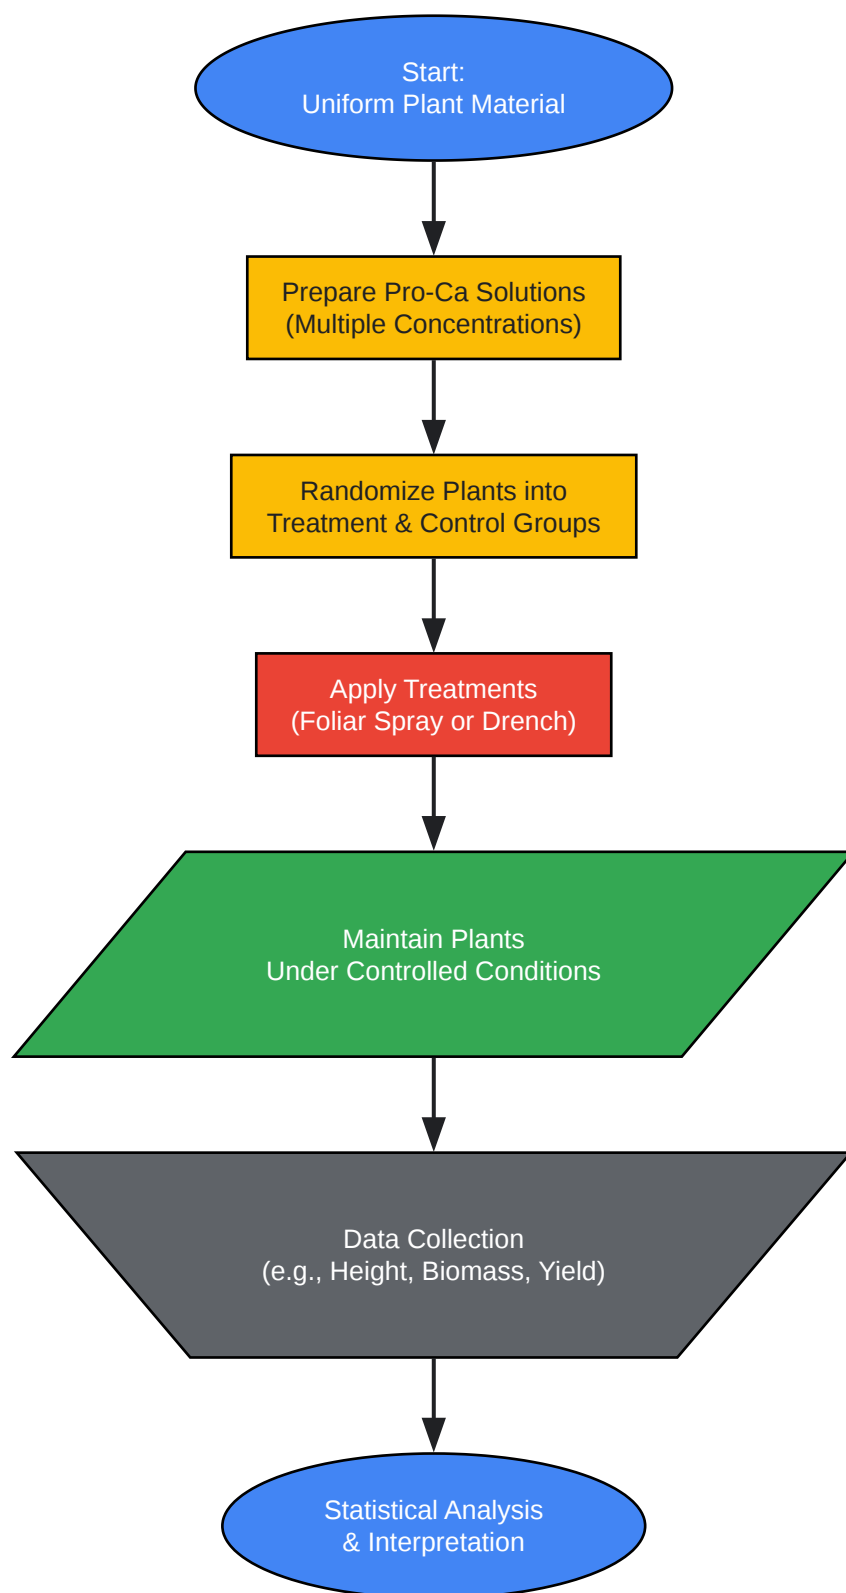 Start:
Uniform Plant Material
Prepare Pro-Ca Solutions
(Multiple Concentrations)
Randomize Plants into
Treatment & Control Groups
Apply Treatments
(Foliar Spray or Drench)
Maintain Plants
Under Controlled Conditions
Data Collection
(e.g., Height, Biomass, Yield)
Statistical Analysis
& Interpretation